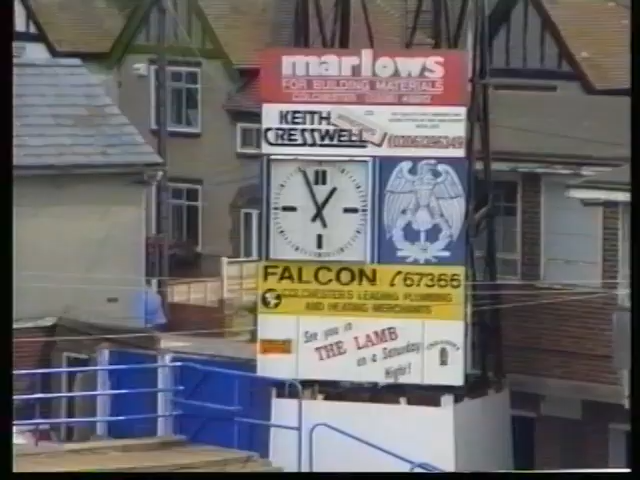 marlows
FOR BUILDING MATERIALS
COLCHESTER
KEITH
CRESSWELL
FALCON 67366
COLCHESTER'S LEADING PLUMBING
AND HEATING MERCHANTS
See you in
THE LAMB
on a Saturday
Night!